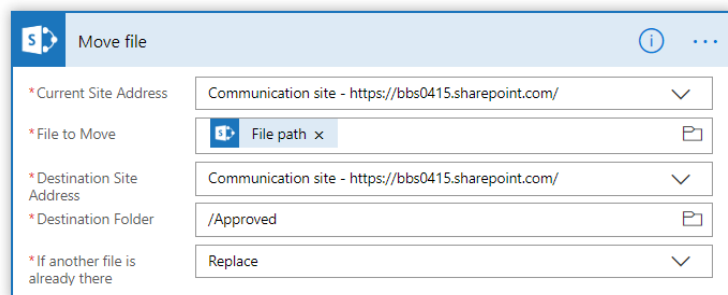 Move file
*Current Site Address
Communication site - https://bbs0415.sharepoint.com/
*File to Move
S File path ×
*Destination Site
Address
Communication site - https://bbs0415.sharepoint.com/
*Destination Folder
/Approved
*If another file is
already there
Replace